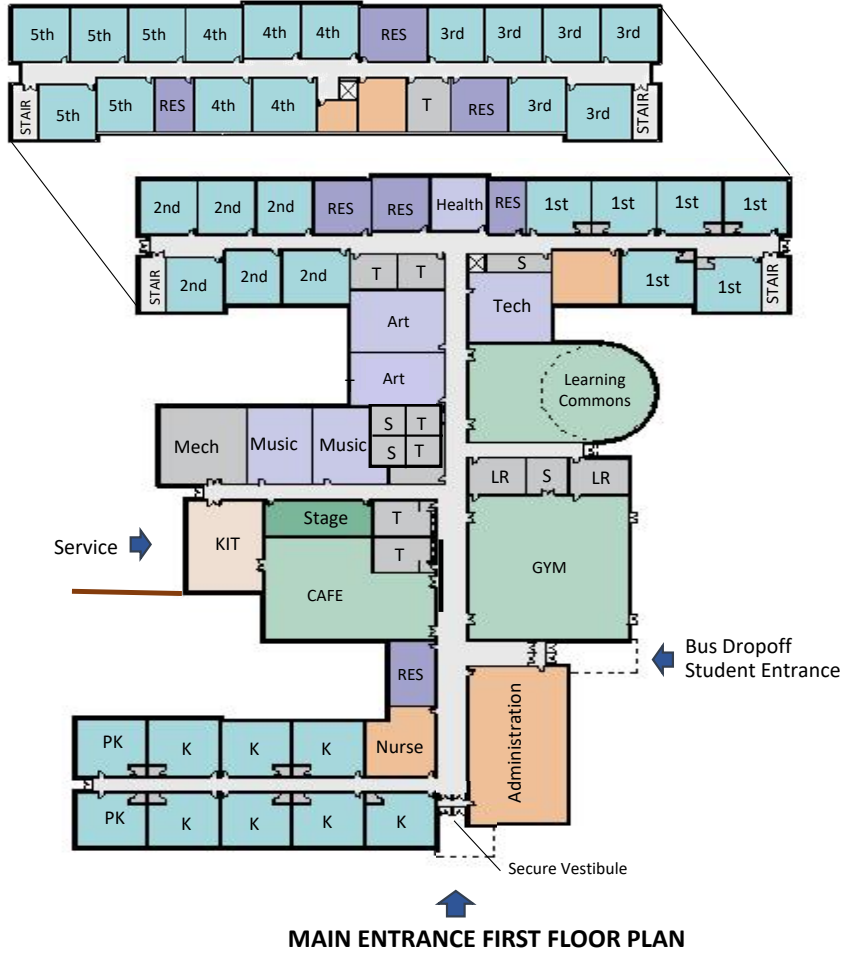 5th 5th 5th 4th 4th 4th RES 3rd 3rd 3rd 3rd
STAIR 5th 5th RES 4th 4th T RES 3rd 3rd STAIR
2nd 2nd 2nd RES RES Health RES 1st 1st 1st 1st
STAIR 2nd 2nd 2nd T T S 1st 1st STAIR
Art Tech
Art Learning
Commons
Mech Music Music S T
S T
LR S LR
Stage T
Service KIT T
CAFE GYM
Bus Dropoff
Student Entrance
RES
Administration
PK K K K Nurse
PK K K K K
Secure Vestibule
MAIN ENTRANCE FIRST FLOOR PLAN